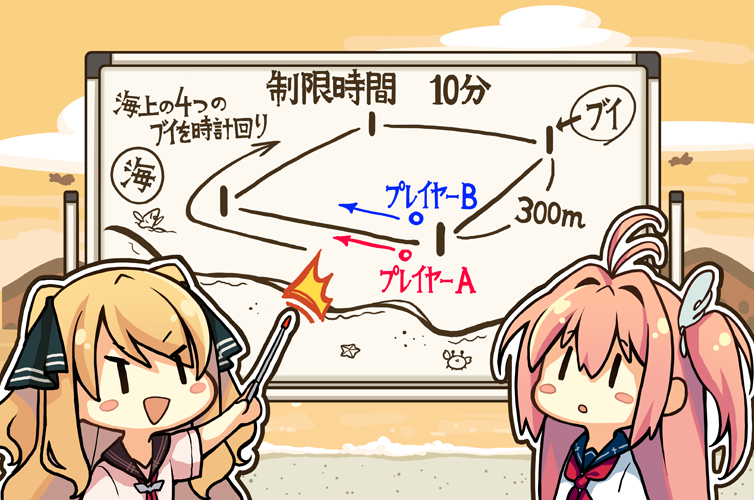 制限時間 10分
海上の4つの
ブイを時計回り
ブイ
海
プレイヤーB
300m
プレイヤーA